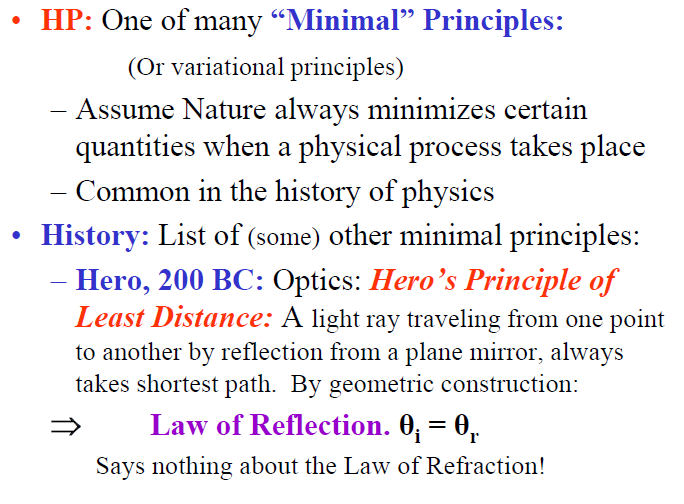 • HP: One of many “Minimal” Principles:
(Or variational principles)
– Assume Nature always minimizes certain
quantities when a physical process takes place
– Common in the history of physics
• History: List of (some) other minimal principles:
– Hero, 200 BC: Optics: Hero’s Principle of
Least Distance: A light ray traveling from one point
to another by reflection from a plane mirror, always
takes shortest path. By geometric construction:
⇒ Law of Reflection. θi = θr
Says nothing about the Law of Refraction!